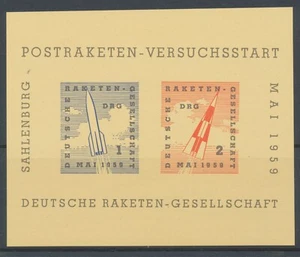 POSTRAKETEN-VERSUCHSSTART
SAHLENBURG
RAKETEN-
DEUTSCHE
DRG
GESELLSCHAFT
1
MAI 1959
RAKETEN-
DEUTSCHE
DRG
GESELLSCHAFT
2
MAI 1959
MAI 1959
DEUTSCHE RAKETEN-GESELLSCHAFT